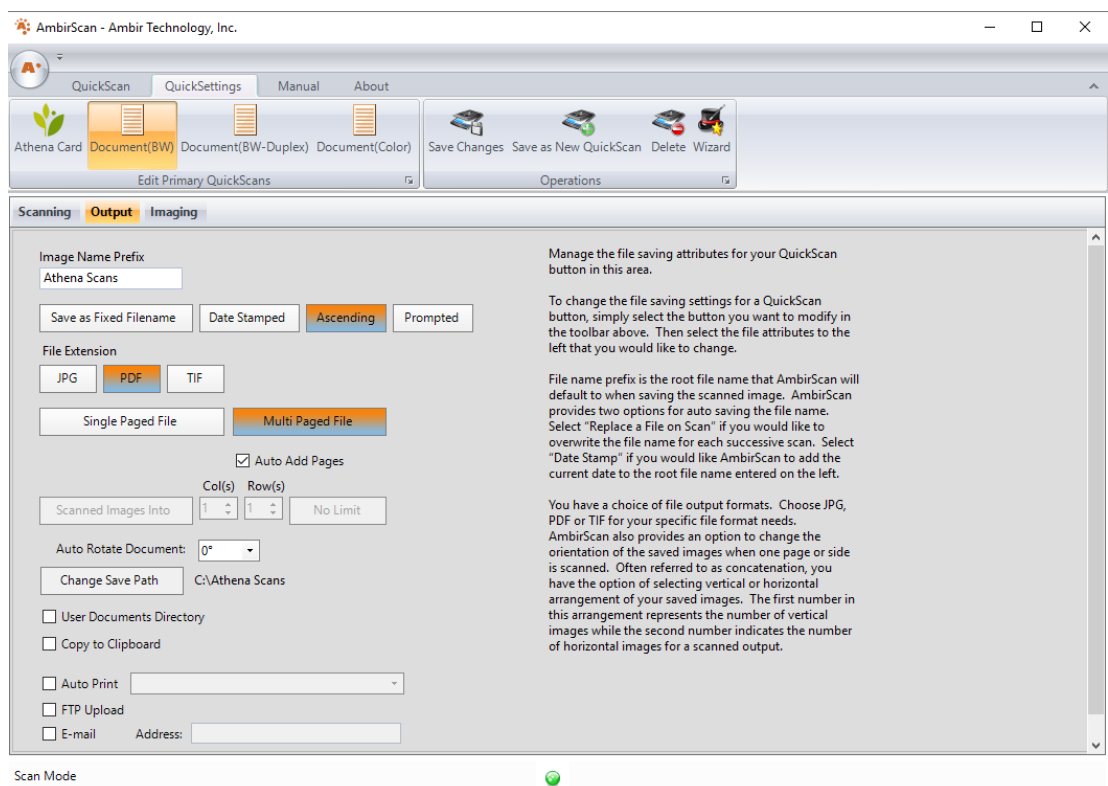 AmbirScan - Ambir Technology, Inc.
A
QuickScan QuickSettings Manual About
Athena Card Document(BW) Document(BW-Duplex) Document(Color) Save Changes Save as New QuickScan Delete Wizard
Edit Primary QuickScans Operations
Scanning Output Imaging
Image Name Prefix
Athena Scans
Save as Fixed Filename Date Stamped Ascending Prompted
File Extension
JPG PDF TIF
Single Paged File Multi Paged File
Auto Add Pages
Col(s) Row(s)
Scanned Images Into 1 1 No Limit
Auto Rotate Document: 0°
Change Save Path C:\Athena Scans
User Documents Directory
Copy to Clipboard
Auto Print
FTP Upload
E-mail Address:
Manage the file saving attributes for your QuickScan
button in this area.
To change the file saving settings for a QuickScan
button, simply select the button you want to modify in
the toolbar above. Then select the file attributes to the
left that you would like to change.
File name prefix is the root file name that AmbirScan will
default to when saving the scanned image. AmbirScan
provides two options for auto saving the file name.
Select "Replace a File on Scan" if you would like to
overwrite the file name for each successive scan. Select
"Date Stamp" if you would like AmbirScan to add the
current date to the root file name entered on the left.
You have a choice of file output formats. Choose JPG,
PDF or TIF for your specific file format needs.
AmbirScan also provides an option to change the
orientation of the saved images when one page or side
is scanned. Often referred to as concatenation, you
have the option of selecting vertical or horizontal
arrangement of your saved images. The first number in
this arrangement represents the number of vertical
images while the second number indicates the number
of horizontal images for a scanned output.
Scan Mode